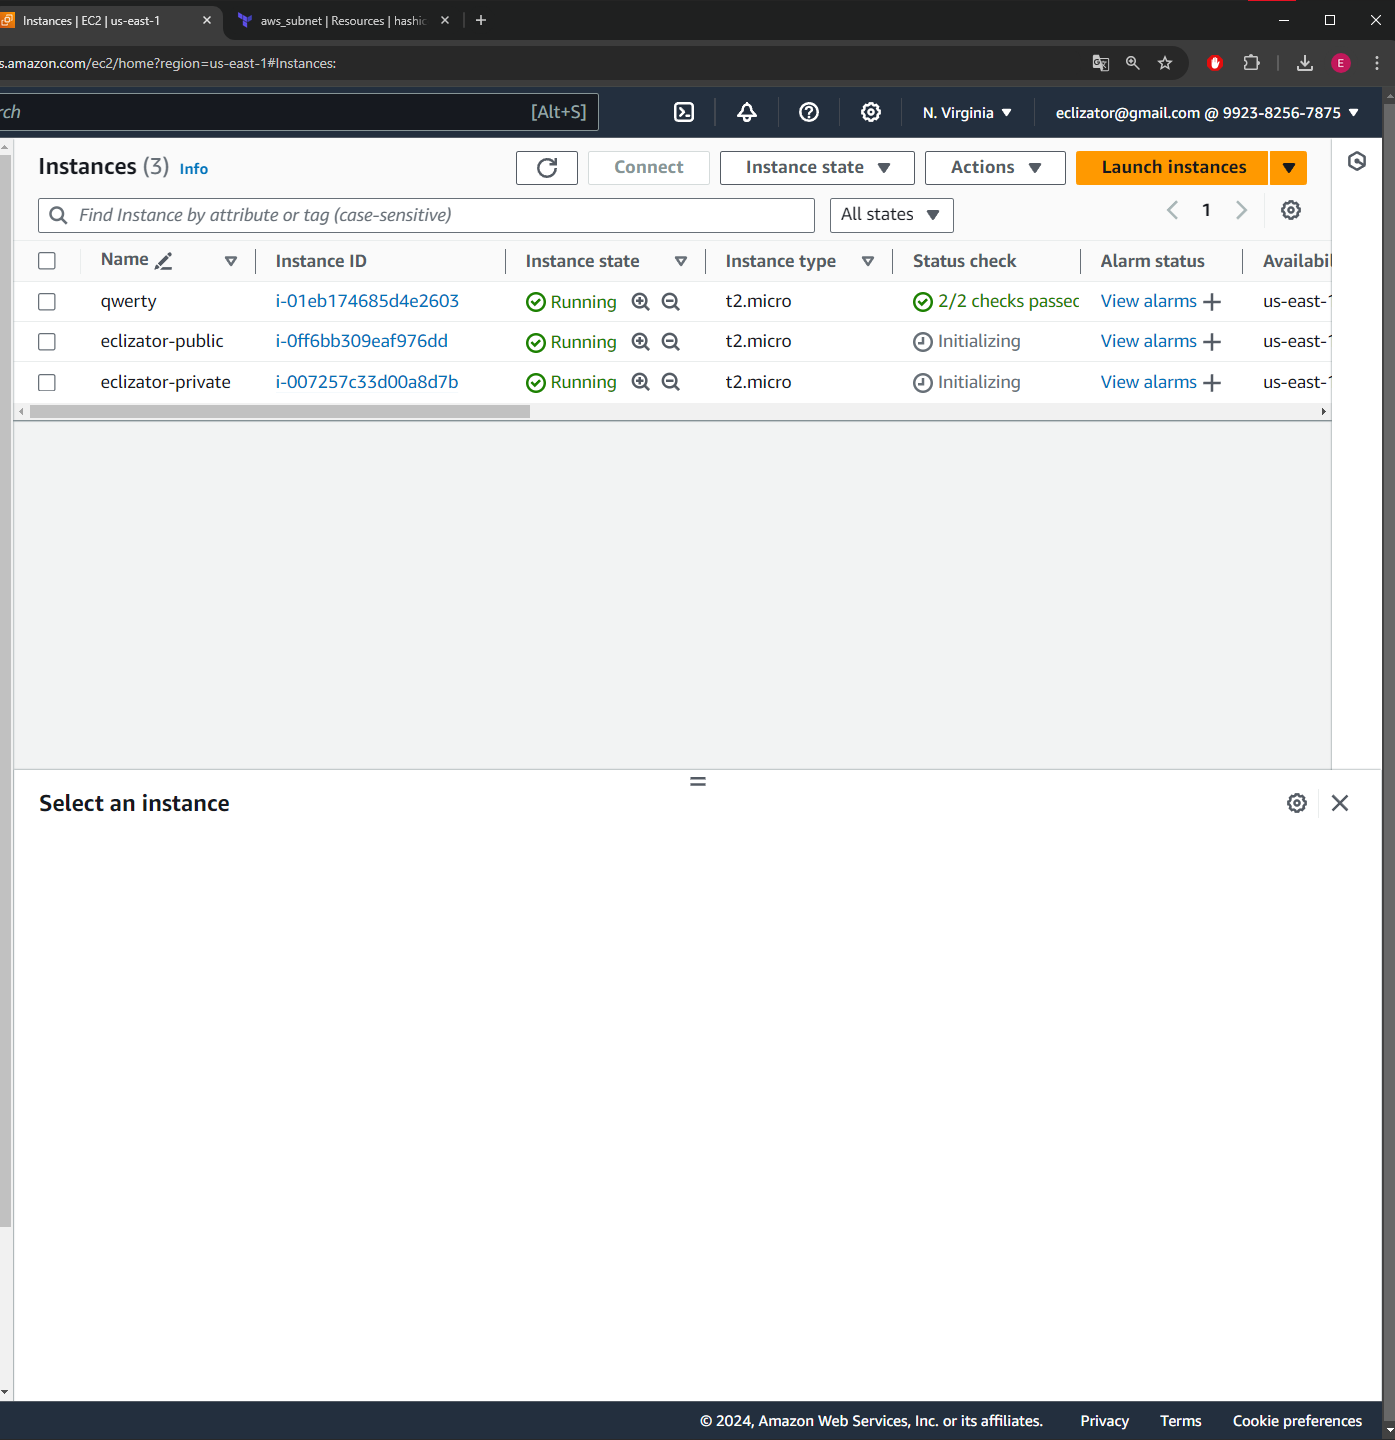 Instances | EC2 | us-east-1
aws_subnet | Resources | hashic
s.amazon.com/ec2/home?region=us-east-1#Instances:
E
rch [Alt+S]
N. Virginia
eclizator@gmail.com @ 9923-8256-7875
Instances (3) Info
Connect
Instance state
Actions
Launch instances
Find Instance by attribute or tag (case-sensitive)
All states
1
Name Instance ID Instance state Instance type Status check Alarm status Availabil
qwerty i-01eb174685d4e2603 Running t2.micro 2/2 checks passed View alarms us-east-1
eclizator-public i-0ff6bb309eaf976dd Running t2.micro Initializing View alarms us-east-1
eclizator-private i-007257c33d00a8d7b Running t2.micro Initializing View alarms us-east-1
Select an instance
© 2024, Amazon Web Services, Inc. or its affiliates. Privacy Terms Cookie preferences